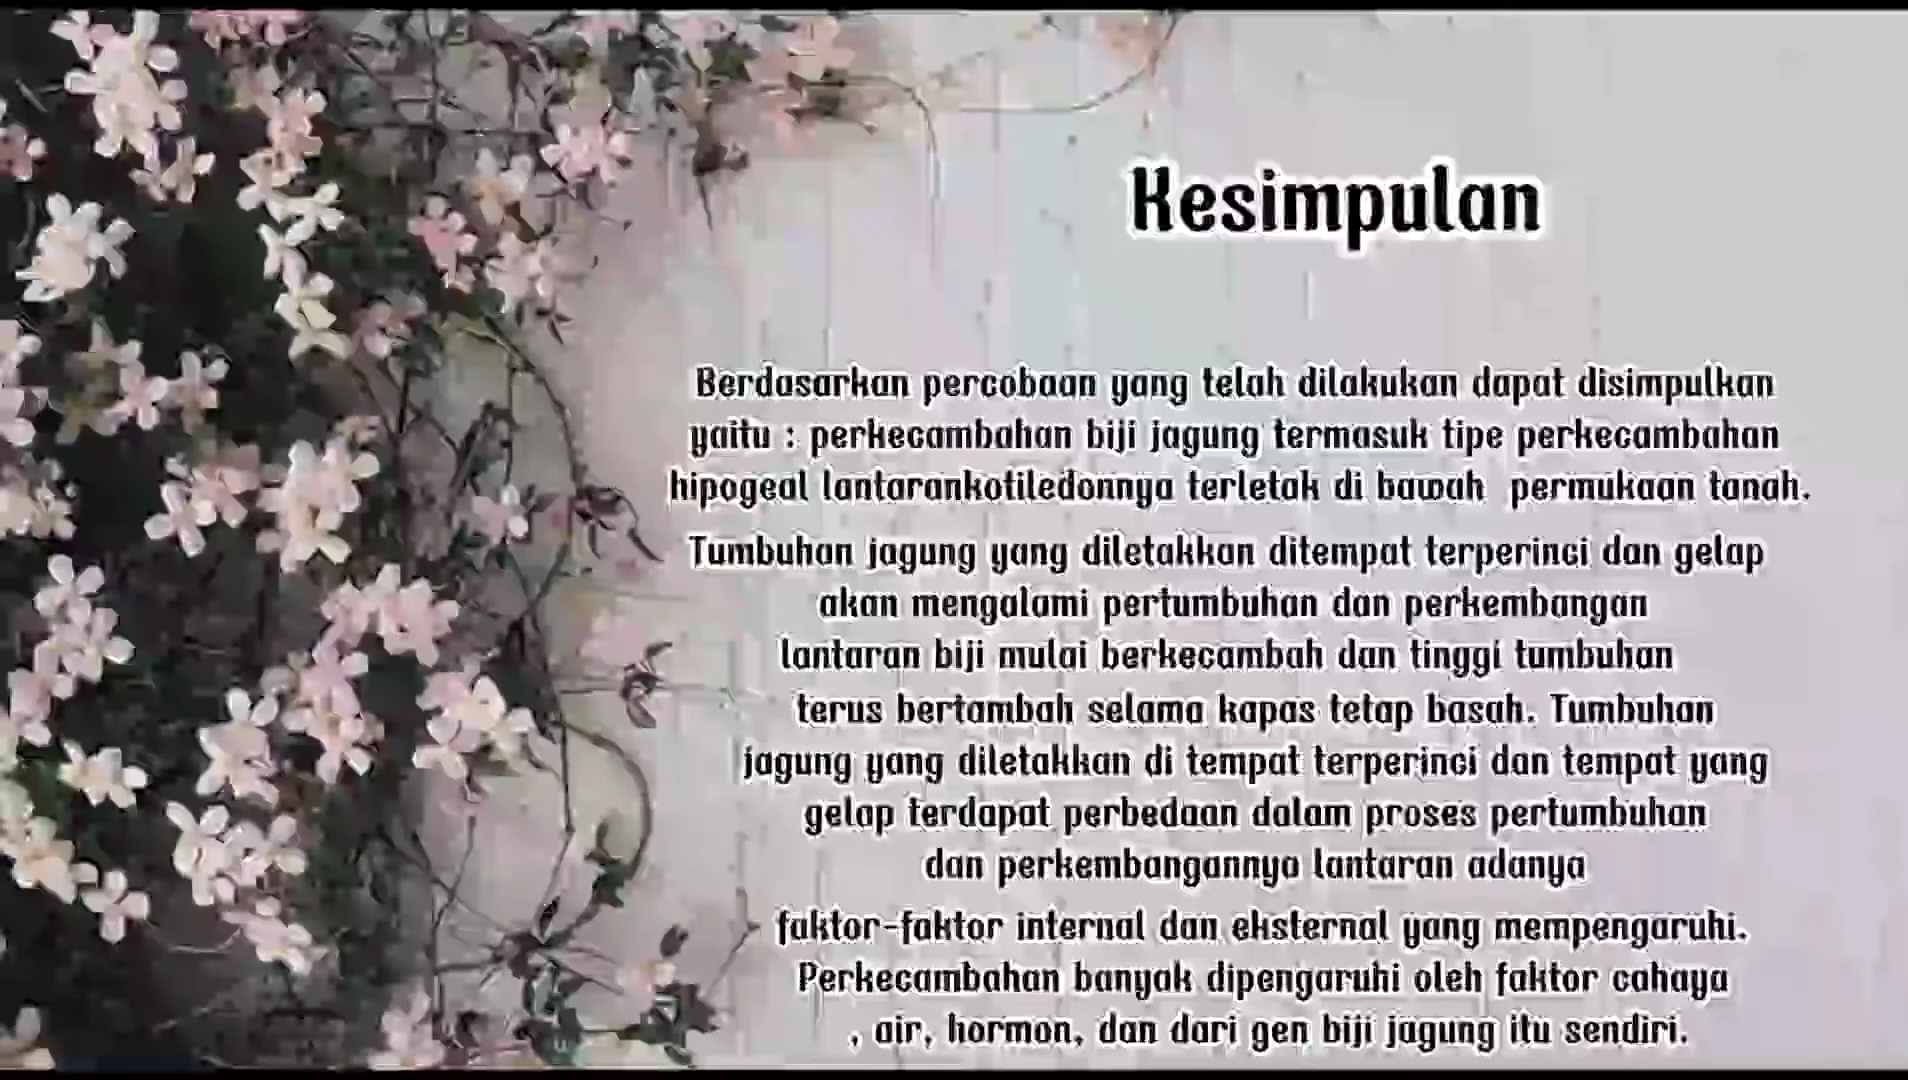 Kesimpulan
Berdasarkan percobaan yang telah dilakukan dapat disimpulkan
yaitu : perkecambahan biji jagung termasuk tipe perkecambahan
hipogeal lantarankotiledonnya terletak di bawah permukaan tanah.
Tumbuhan jagung yang diletakkan ditempat terperinci dan gelap
akan mengalami pertumbuhan dan perkembangan
lantaran biji mulai berkecambah dan tinggi tumbuhan
terus bertambah selama kapas tetap basah. Tumbuhan
jagung yang diletakkan di tempat terperinci dan tempat yang
gelap terdapat perbedaan dalam proses pertumbuhan
dan perkembangannya lantaran adanya
faktor-faktor internal dan eksternal yang mempengaruhi.
Perkecambahan banyak dipengaruhi oleh faktor cahaya
, air, hormon, dan dari gen biji jagung itu sendiri.